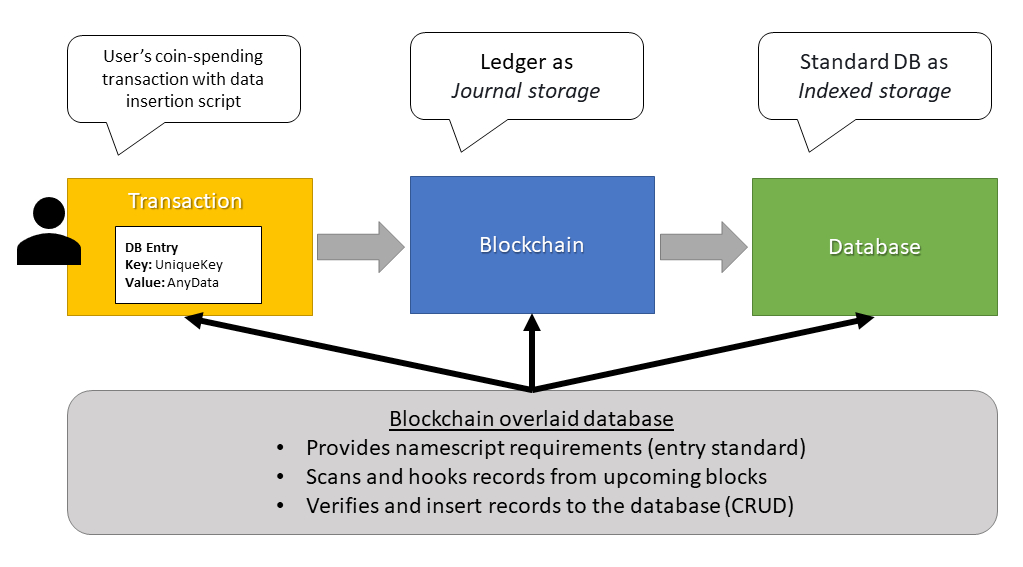 User's coin-spending
transaction with data
insertion script
Ledger as
Journal storage
Standard DB as
Indexed storage
Transaction
DB Entry
Key: UniqueKey
Value: AnyData
Blockchain
Database
Blockchain overlaid database
• Provides namescript requirements (entry standard)
• Scans and hooks records from upcoming blocks
• Verifies and insert records to the database (CRUD)